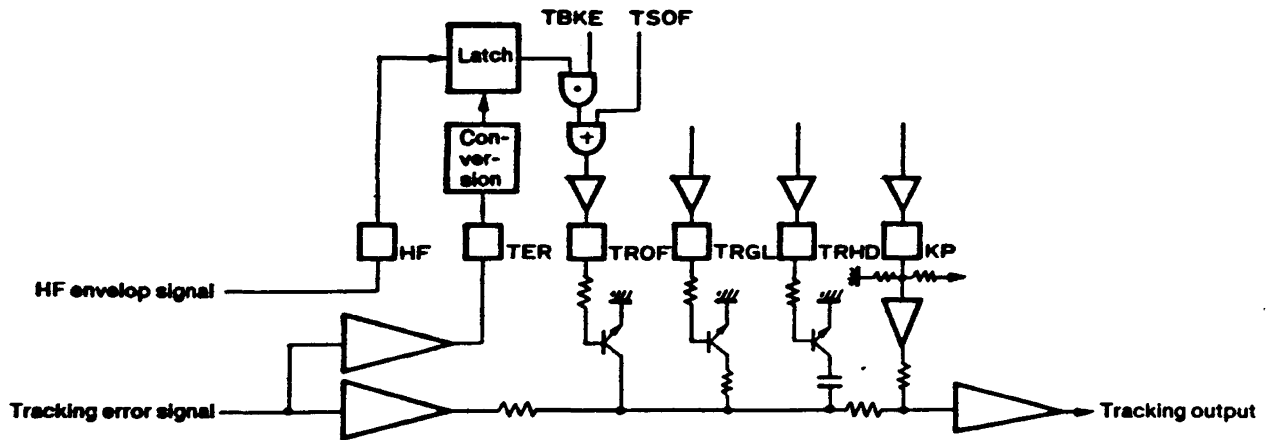 TBKE TSOF
Latch
•
+
Con-
ver-
sion
HF TER TROF TRGL TRHD KP
HF envelop signal
Tracking error signal
Tracking output